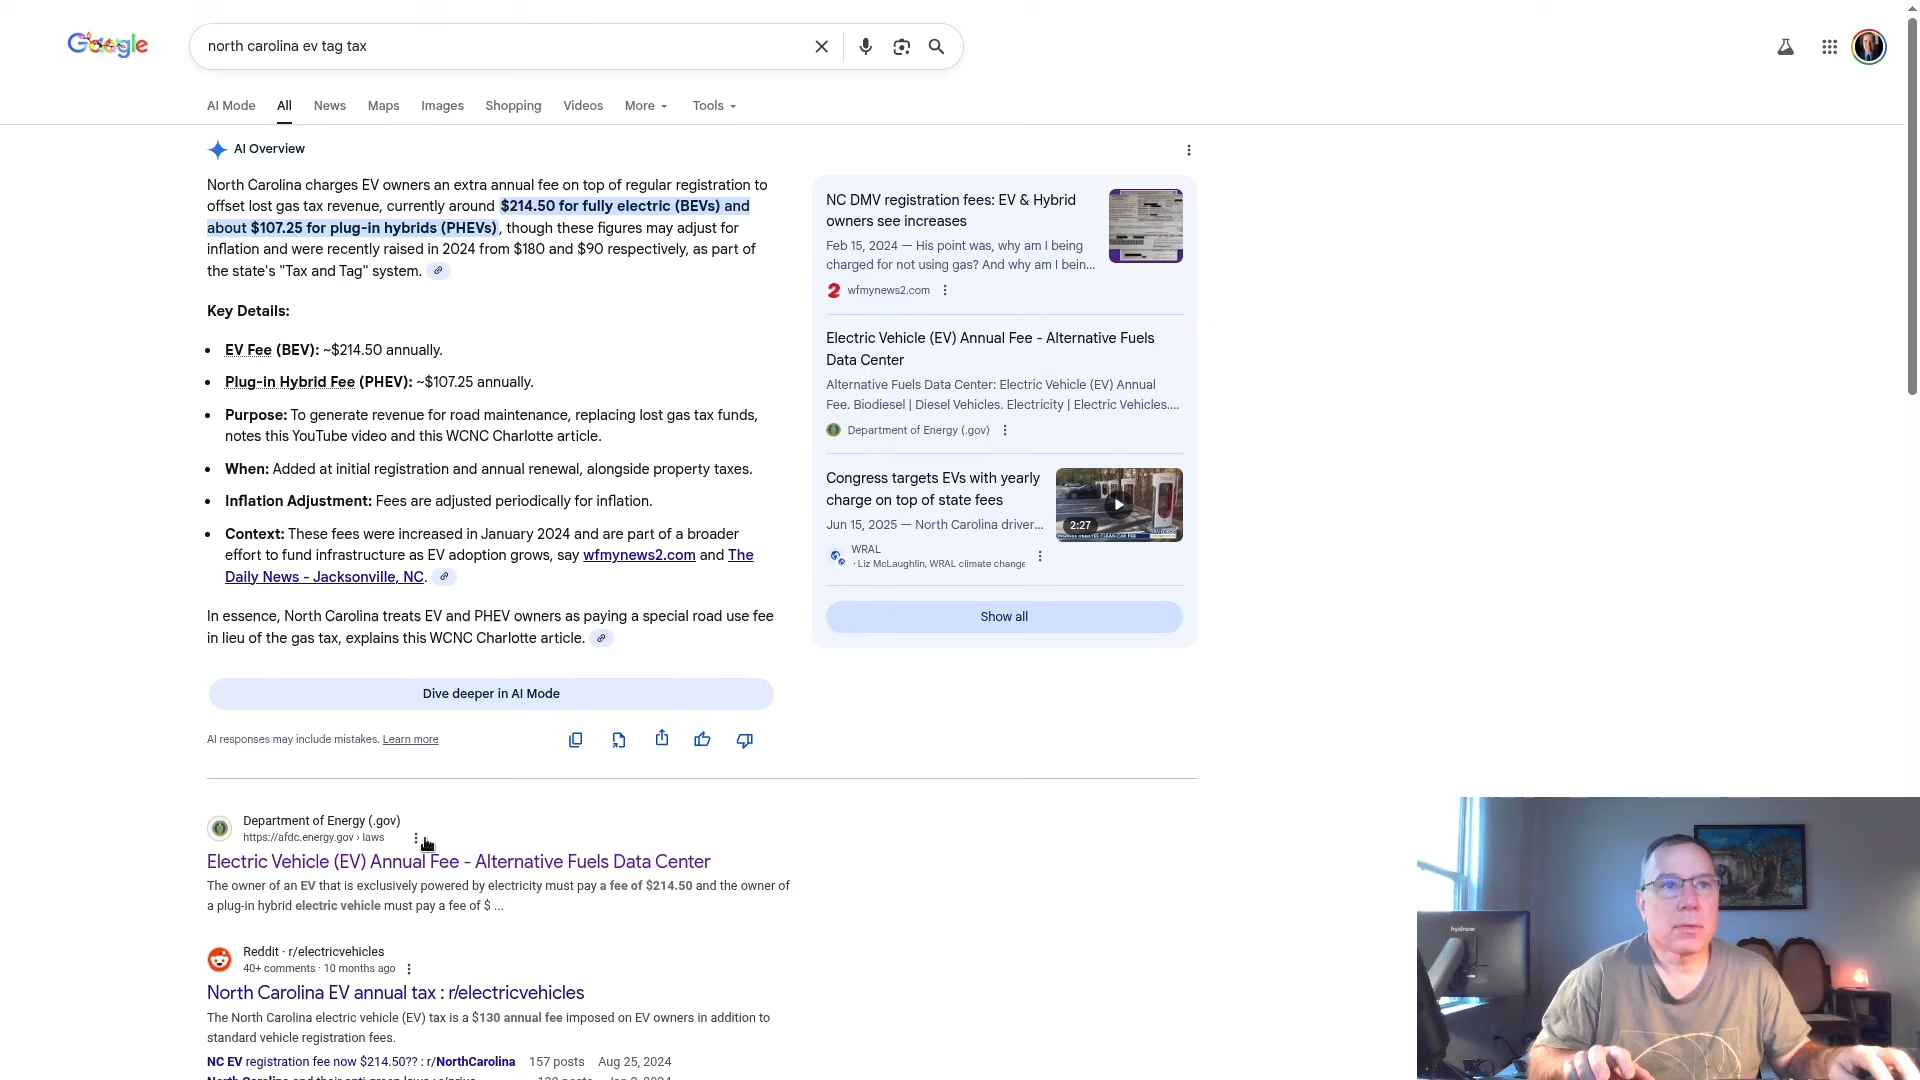 Google
north carolina ev tag tax
AI Mode
All
News
Maps
Images
Shopping
Videos
More
Tools
AI Overview
North Carolina charges EV owners an extra annual fee on top of regular registration to
offset lost gas tax revenue, currently around $214.50 for fully electric (BEVs) and
about $107.25 for plug-in hybrids (PHEVs), though these figures may adjust for
inflation and were recently raised in 2024 from $180 and $90 respectively, as part of
the state's "Tax and Tag" system.
Key Details:
• EV Fee (BEV): ~$214.50 annually.
• Plug-in Hybrid Fee (PHEV): ~$107.25 annually.
• Purpose: To generate revenue for road maintenance, replacing lost gas tax funds,
notes this YouTube video and this WCNC Charlotte article.
• When: Added at initial registration and annual renewal, alongside property taxes.
• Inflation Adjustment: Fees are adjusted periodically for inflation.
• Context: These fees were increased in January 2024 and are part of a broader
effort to fund infrastructure as EV adoption grows, say wfmynews2.com and The
Daily News - Jacksonville, NC.
In essence, North Carolina treats EV and PHEV owners as paying a special road use fee
in lieu of the gas tax, explains this WCNC Charlotte article.
Dive deeper in AI Mode
AI responses may include mistakes. Learn more
NC DMV registration fees: EV & Hybrid
owners see increases
Feb 15, 2024 — His point was, why am I being
charged for not using gas? And why am I bein...
2 wfmynews2.com
Electric Vehicle (EV) Annual Fee - Alternative Fuels
Data Center
Alternative Fuels Data Center: Electric Vehicle (EV) Annual
Fee. Biodiesel | Diesel Vehicles. Electricity | Electric Vehicles....
Department of Energy (.gov)
Congress targets EVs with yearly
charge on top of state fees
Jun 15, 2025 — North Carolina driver...
2:27
WRAL
· Liz McLaughlin, WRAL climate change
Show all
Department of Energy (.gov)
https://afdc.energy.gov › laws
Electric Vehicle (EV) Annual Fee - Alternative Fuels Data Center
The owner of an EV that is exclusively powered by electricity must pay a fee of $214.50 and the owner of
a plug-in hybrid electric vehicle must pay a fee of $ ...
Reddit · r/electricvehicles
40+ comments · 10 months ago
North Carolina EV annual tax : r/electricvehicles
The North Carolina electric vehicle (EV) tax is a $130 annual fee imposed on EV owners in addition to
standard vehicle registration fees.
NC EV registration fee now $214.50?? : r/NorthCarolina 157 posts Aug 25, 2024
hydrow